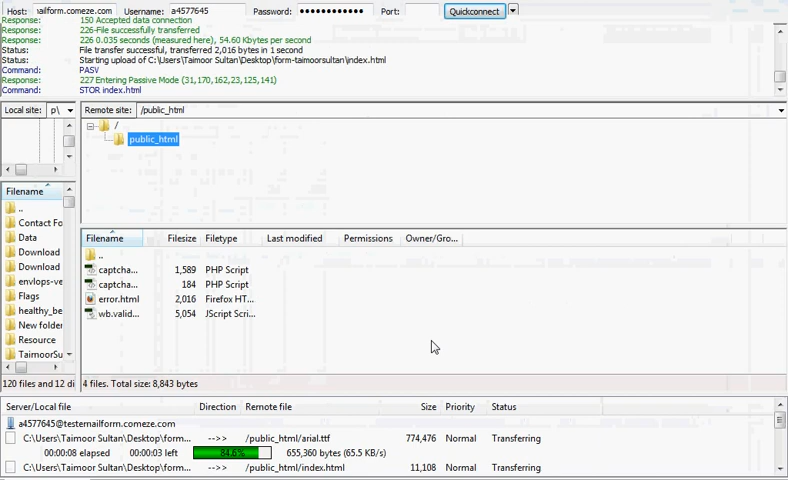 Host: ailform.comeze.com Username: a4577645 Password: ●●●●●●●●●●●● Port: Quickconnect
Response: 150 Accepted data connection
Response: 226-File successfully transferred
Response: 226 0.035 seconds (measured here), 54.60 Kbytes per second
Status: File transfer successful, transferred 2,016 bytes in 1 second
Status: Starting upload of C:\Users\Taimoor Sultan\Desktop\form-taimoorsultan\index.html
Command: PASV
Response: 227 Entering Passive Mode (31,170,162,23,125,141)
Command: STOR index.html
Local site: p\ Remote site: /public_html
/
public_html
Filename
..
Contact Fo
Data
Download
Download
envlops-ve
Flags
healthy_be
New folder
Resource
TaimoorSu
120 files and 12 di
Filename Filesize Filetype Last modified Permissions Owner/Gro...
..
captcha... 1,589 PHP Script
captcha... 184 PHP Script
error.html 2,016 Firefox HT...
wb.valid... 5,054 JScript Scri...
4 files. Total size: 8,843 bytes
Server/Local file Direction Remote file Size Priority Status
a4577645@testemailform.comeze.com
C:\Users\Taimoor Sultan\Desktop\form... -->> /public_html/arial.ttf 774,476 Normal Transferring
00:00:08 elapsed 00:00:03 left 84.6% 655,360 bytes (65.5 KB/s)
C:\Users\Taimoor Sultan\Desktop\form... -->> /public_html/index.html 11,108 Normal Transferring